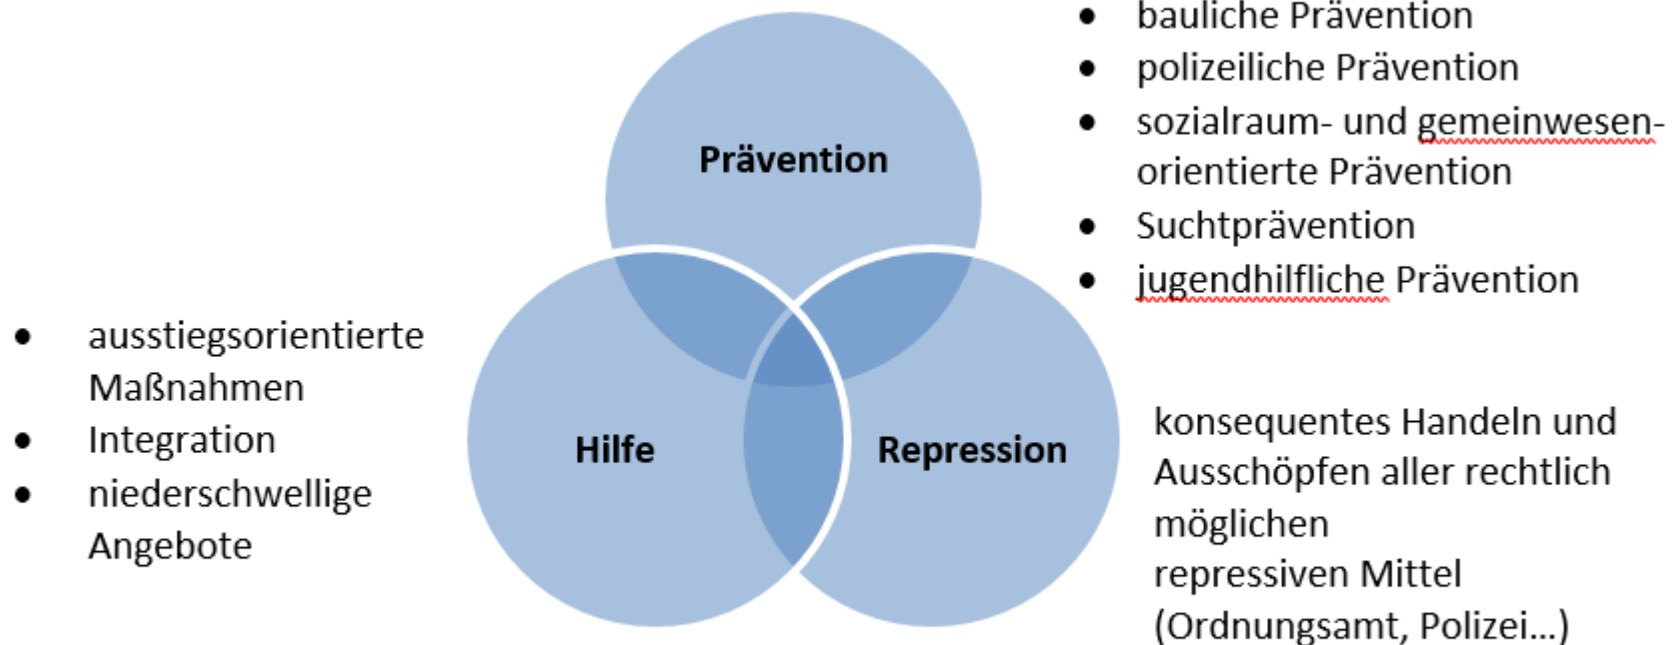 • bauliche Prävention
• polizeiliche Prävention
• sozialraum- und gemeinwesen-
orientierte Prävention
• Suchtprävention
• jugendhilfliche Prävention
Prävention
• ausstiegsorientierte
Maßnahmen
• Integration
• niederschwellige
Angebote
Hilfe
Repression
konsequentes Handeln und
Ausschöpfen aller rechtlich
möglichen
repressiven Mittel
(Ordnungsamt, Polizei...)